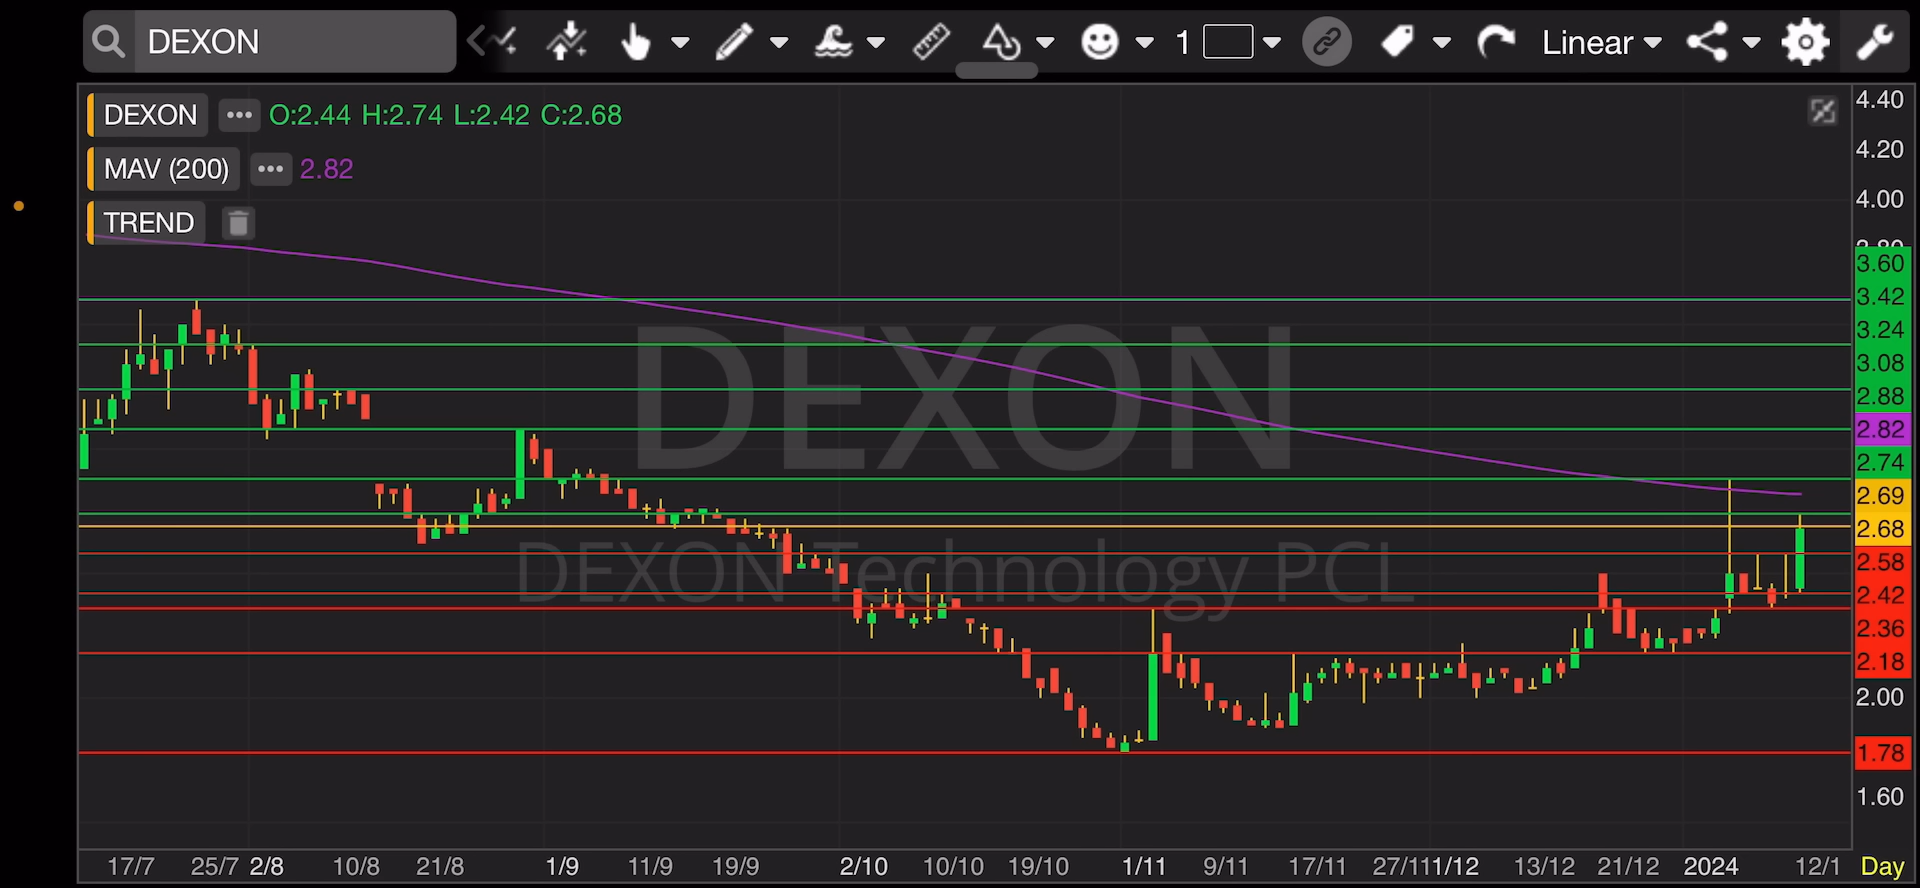 DEXON 1 Linear
DEXON O:2.44 H:2.74 L:2.42 C:2.68
MAV (200) 2.82
TREND
DEXON
DEXON Technology PCL
4.40
4.20
4.00
3.80
3.60
3.42
3.24
3.08
2.88
2.82
2.74
2.69
2.68
2.58
2.42
2.36
2.18
2.00
1.78
1.60
17/7 25/7 2/8 10/8 21/8 1/9 11/9 19/9 2/10 10/10 19/10 1/11 9/11 17/11 27/11 1/12 13/12 21/12 2024 12/1 Day